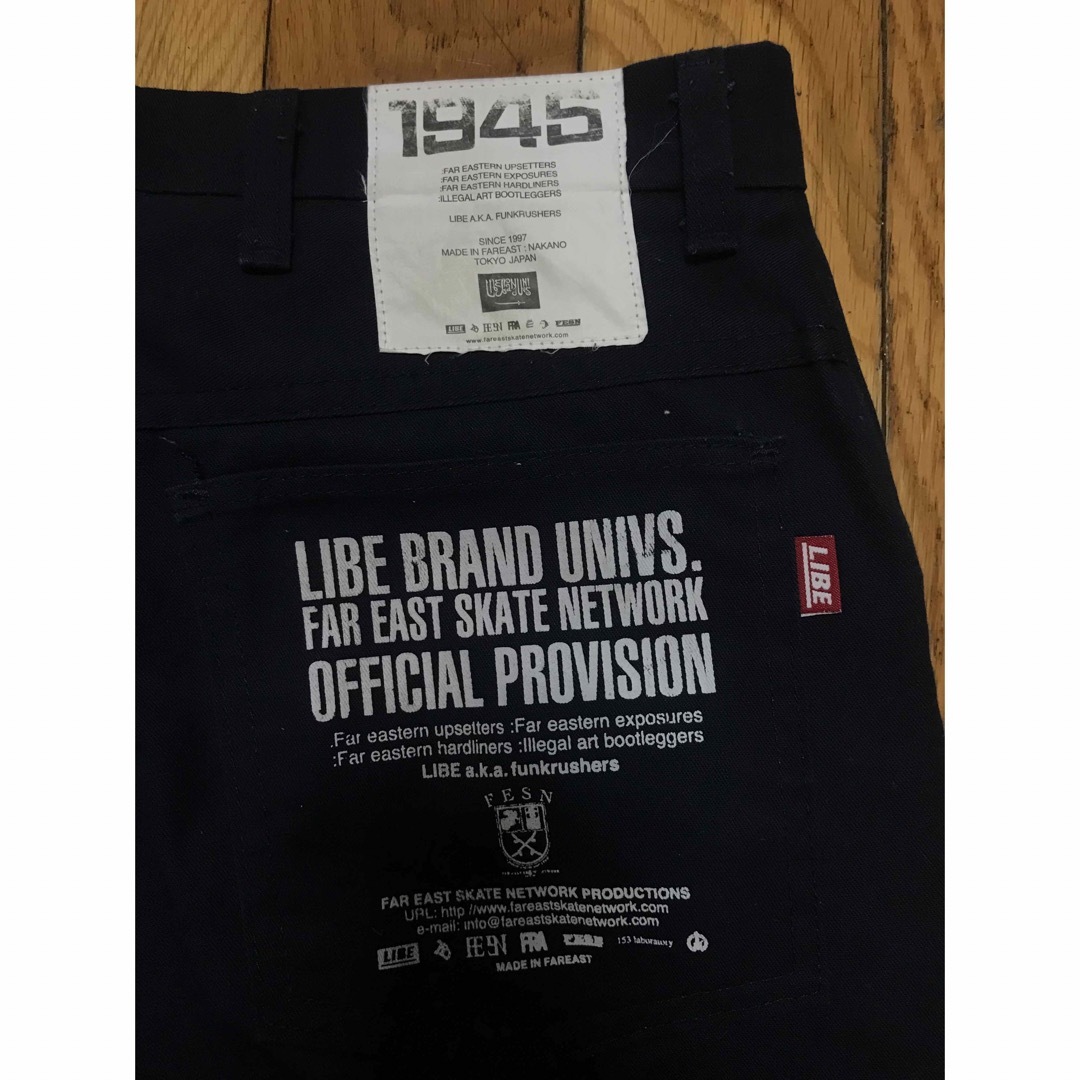 1945
:FAR EASTERN UPSETTERS
:FAR EASTERN EXPOSURES
:FAR EASTERN HARDLINERS
:ILLEGAL ART BOOTLEGGERS
LIBE A.K.A. FUNKRUSHERS
SINCE 1997
MADE IN FAREAST : NAKANO
TOKYO JAPAN
LIBE FESN FRA FESN
www.fareastskatenetwork.com
LIBE BRAND UNIVS.
FAR EAST SKATE NETWORK
OFFICIAL PROVISION
LIBE
:Far eastern upsetters :Far eastern exposures
:Far eastern hardliners :Illegal art bootleggers
LIBE a.k.a. funkrushers
FESN
FAR EAST SKATE NETWORK PRODUCTIONS
URL: http://www.fareastskatenetwork.com
e-mail: info@fareastskatenetwork.com
LIBE FESN FRA FESN 153 laboratory
MADE IN FAREAST